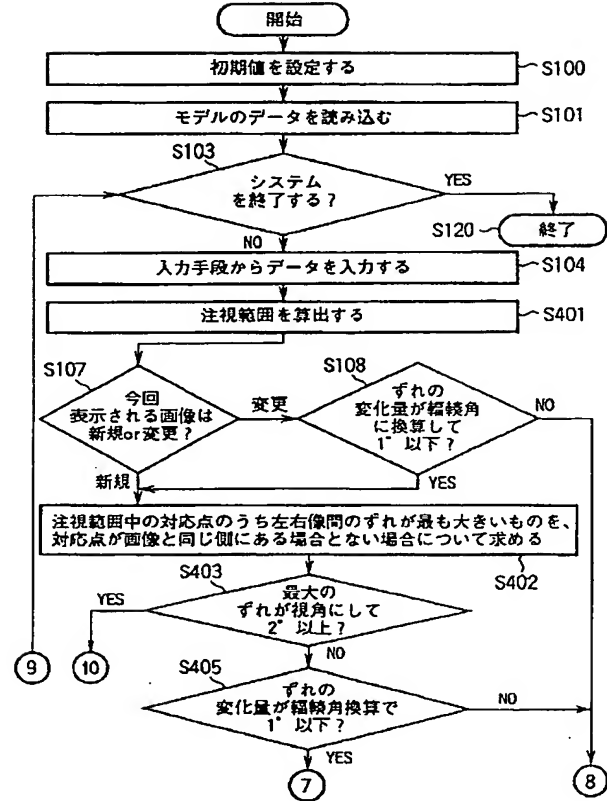 開始
初期値を設定する
S100
モデルのデータを読み込む
S101
S103
システム
を終了する？
YES
NO
S120
終了
入力手段からデータを入力する
S104
注視範囲を算出する
S401
S107
今回
表示される画像は
新規or変更？
変更
新規
S108
ずれの
変化量が輻輳角
に換算して
1°以下？
NO
YES
注視範囲中の対応点のうち左右像間のずれが最も大きいものを、
対応点が画像と同じ側にある場合とない場合について求める
S402
S403
最大の
ずれが視角にして
2°以上？
YES
NO
9
10
S405
ずれの
変化量が輻輳角換算で
1°以下？
NO
YES
7
8